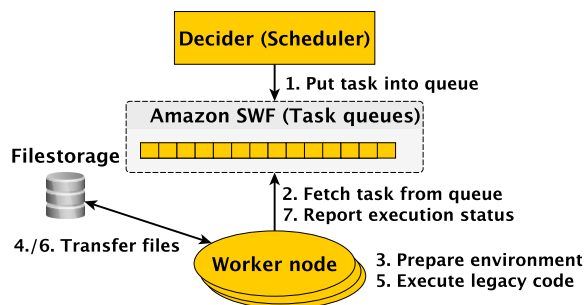 Decider (Scheduler)
1. Put task into queue
Amazon SWF (Task queues)
Filestorage
2. Fetch task from queue
7. Report execution status
4./6. Transfer files
Worker node
3. Prepare environment
5. Execute legacy code